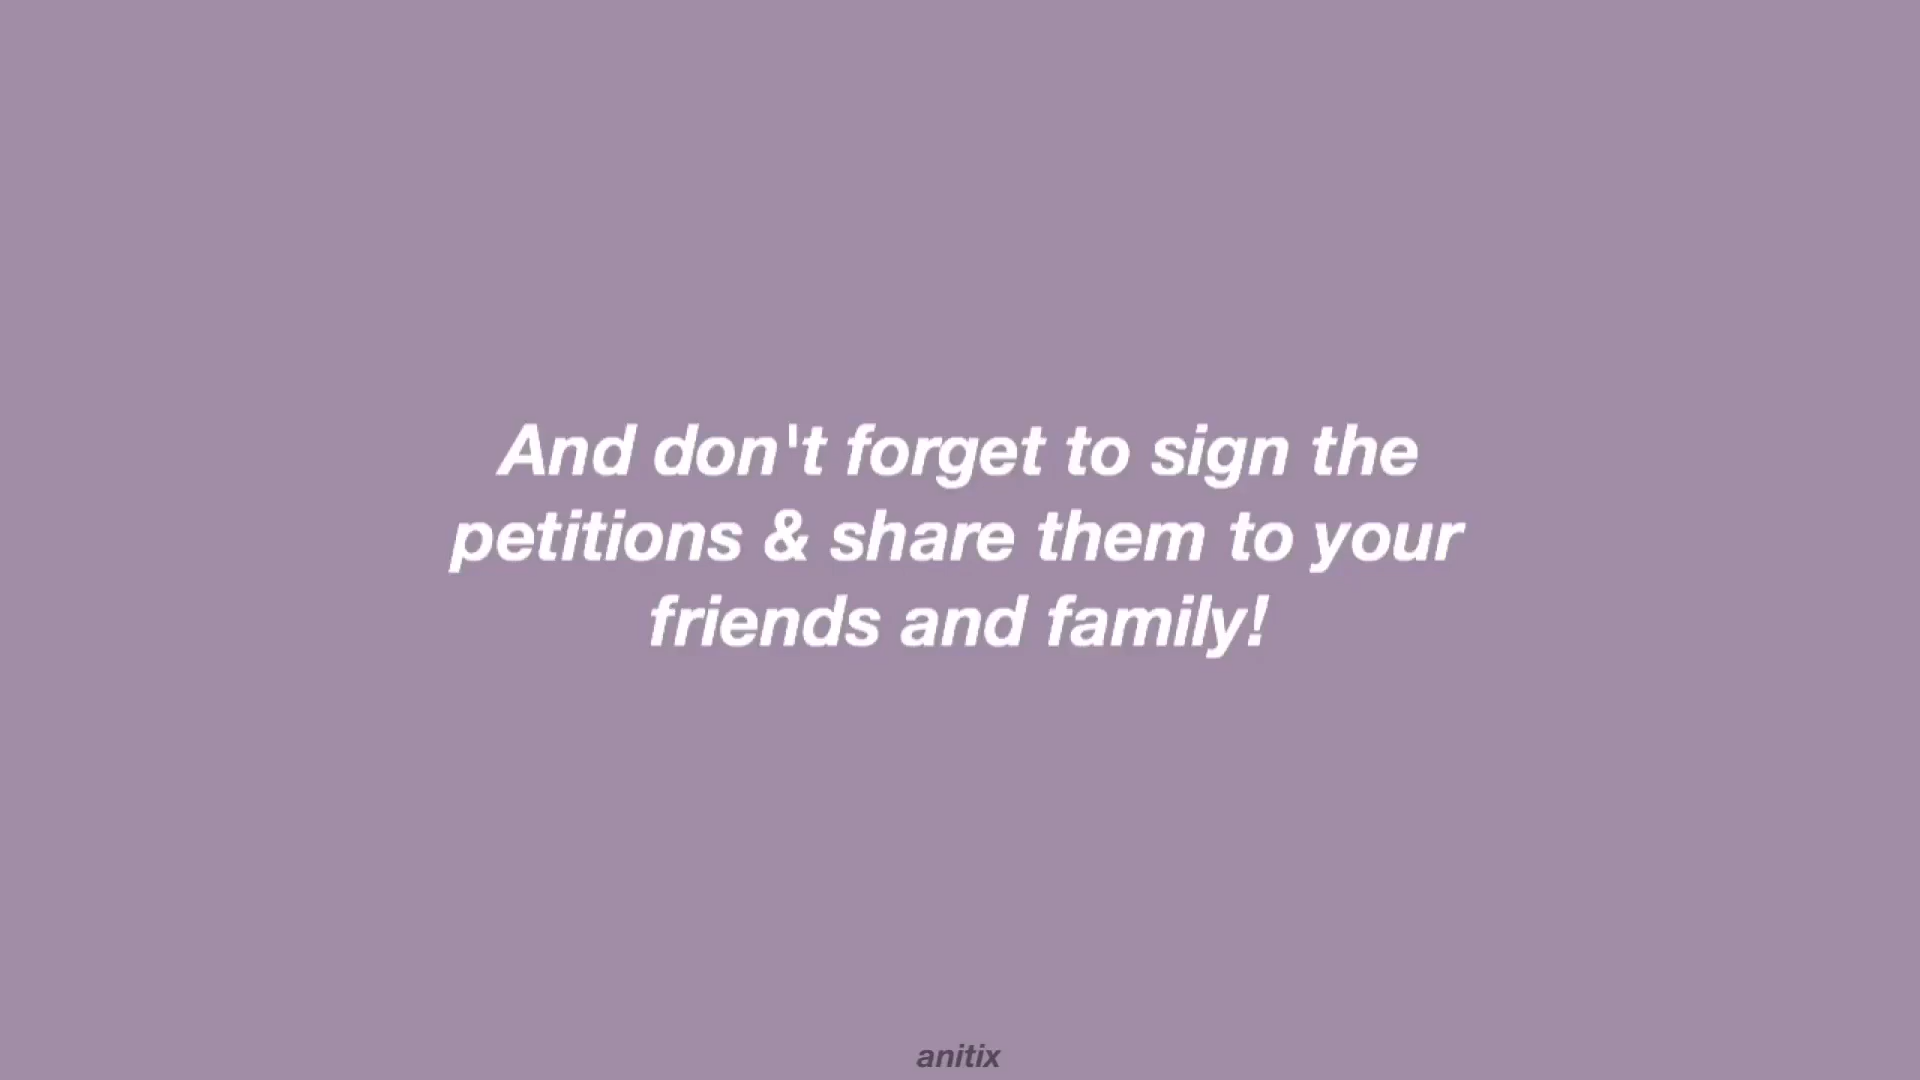 And don't forget to sign the
petitions & share them to your
friends and family!
anitix